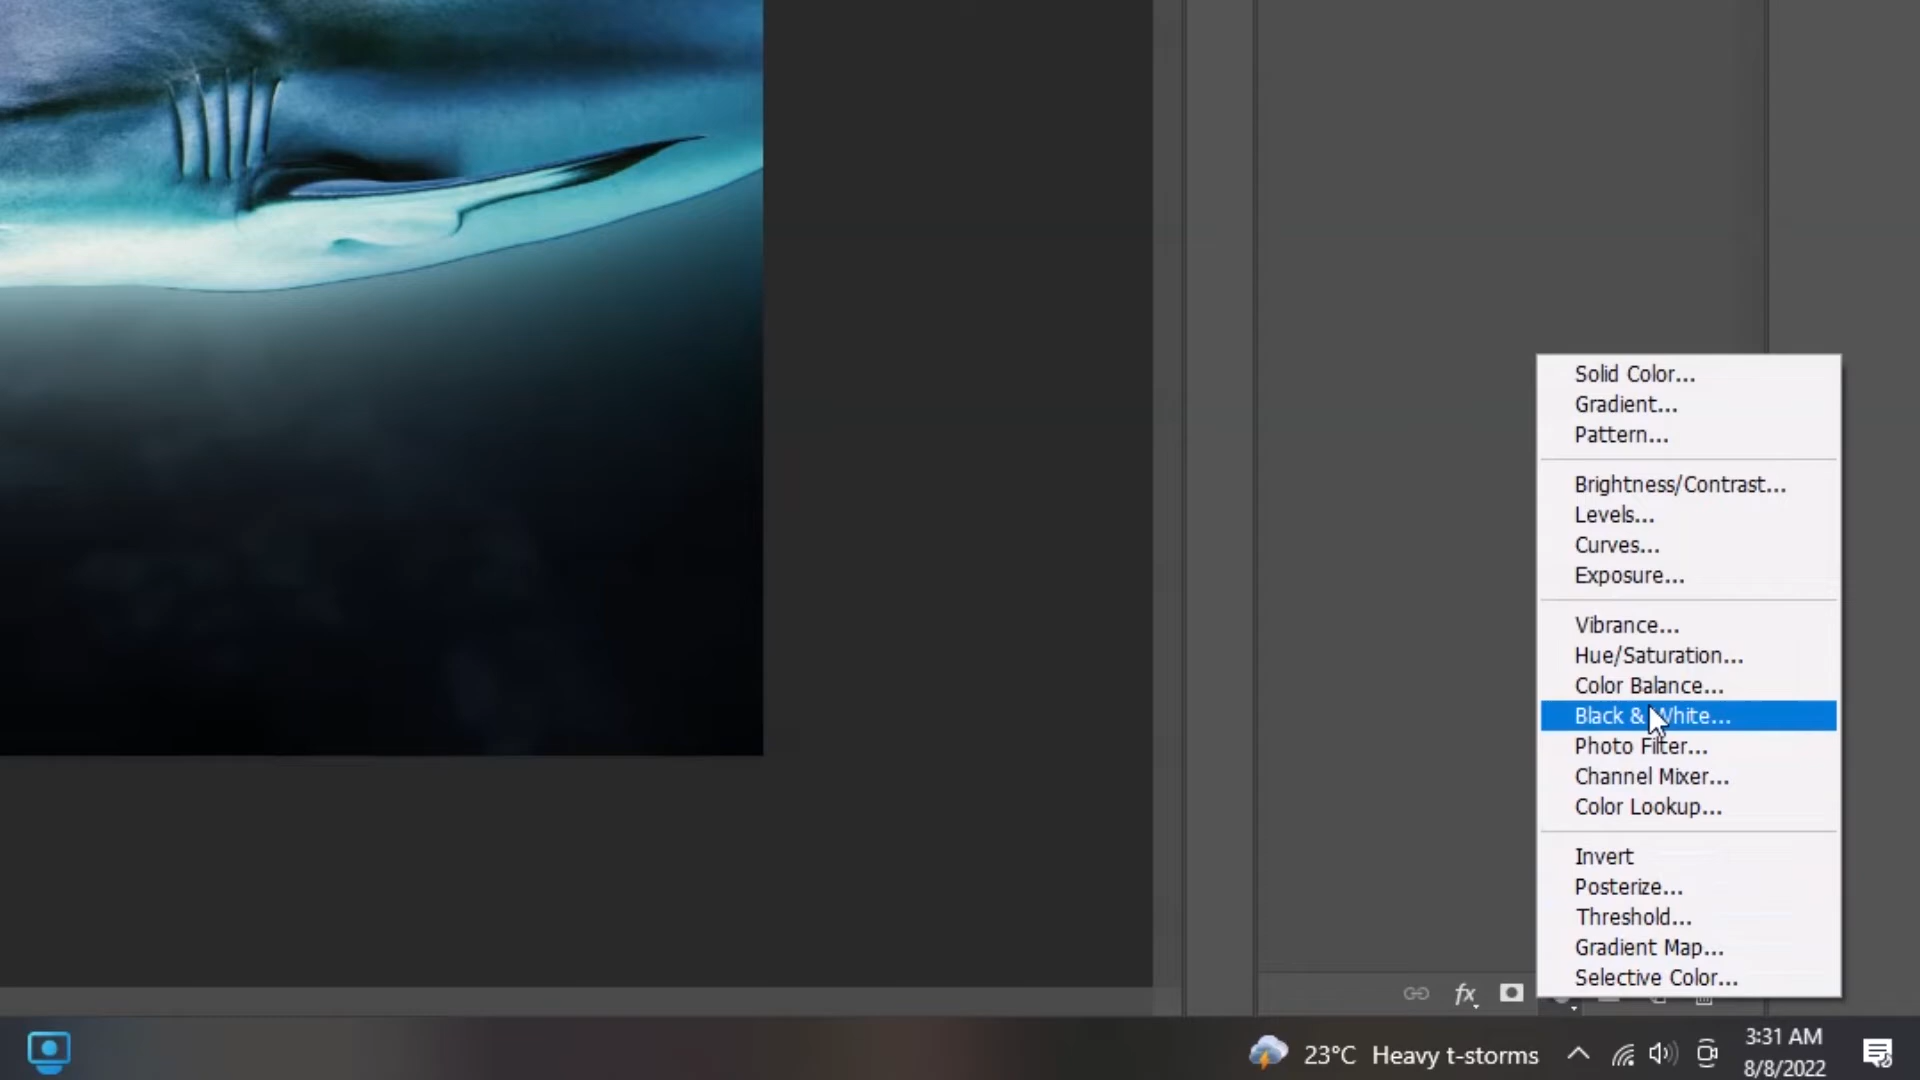 Solid Color...
Gradient...
Pattern...
Brightness/Contrast...
Levels...
Curves...
Exposure...
Vibrance...
Hue/Saturation...
Color Balance...
Black & White...
Photo Filter...
Channel Mixer...
Color Lookup...
Invert
Posterize...
Threshold...
Gradient Map...
Selective Color...
fx
23°C Heavy t-storms
3:31 AM
8/8/2022